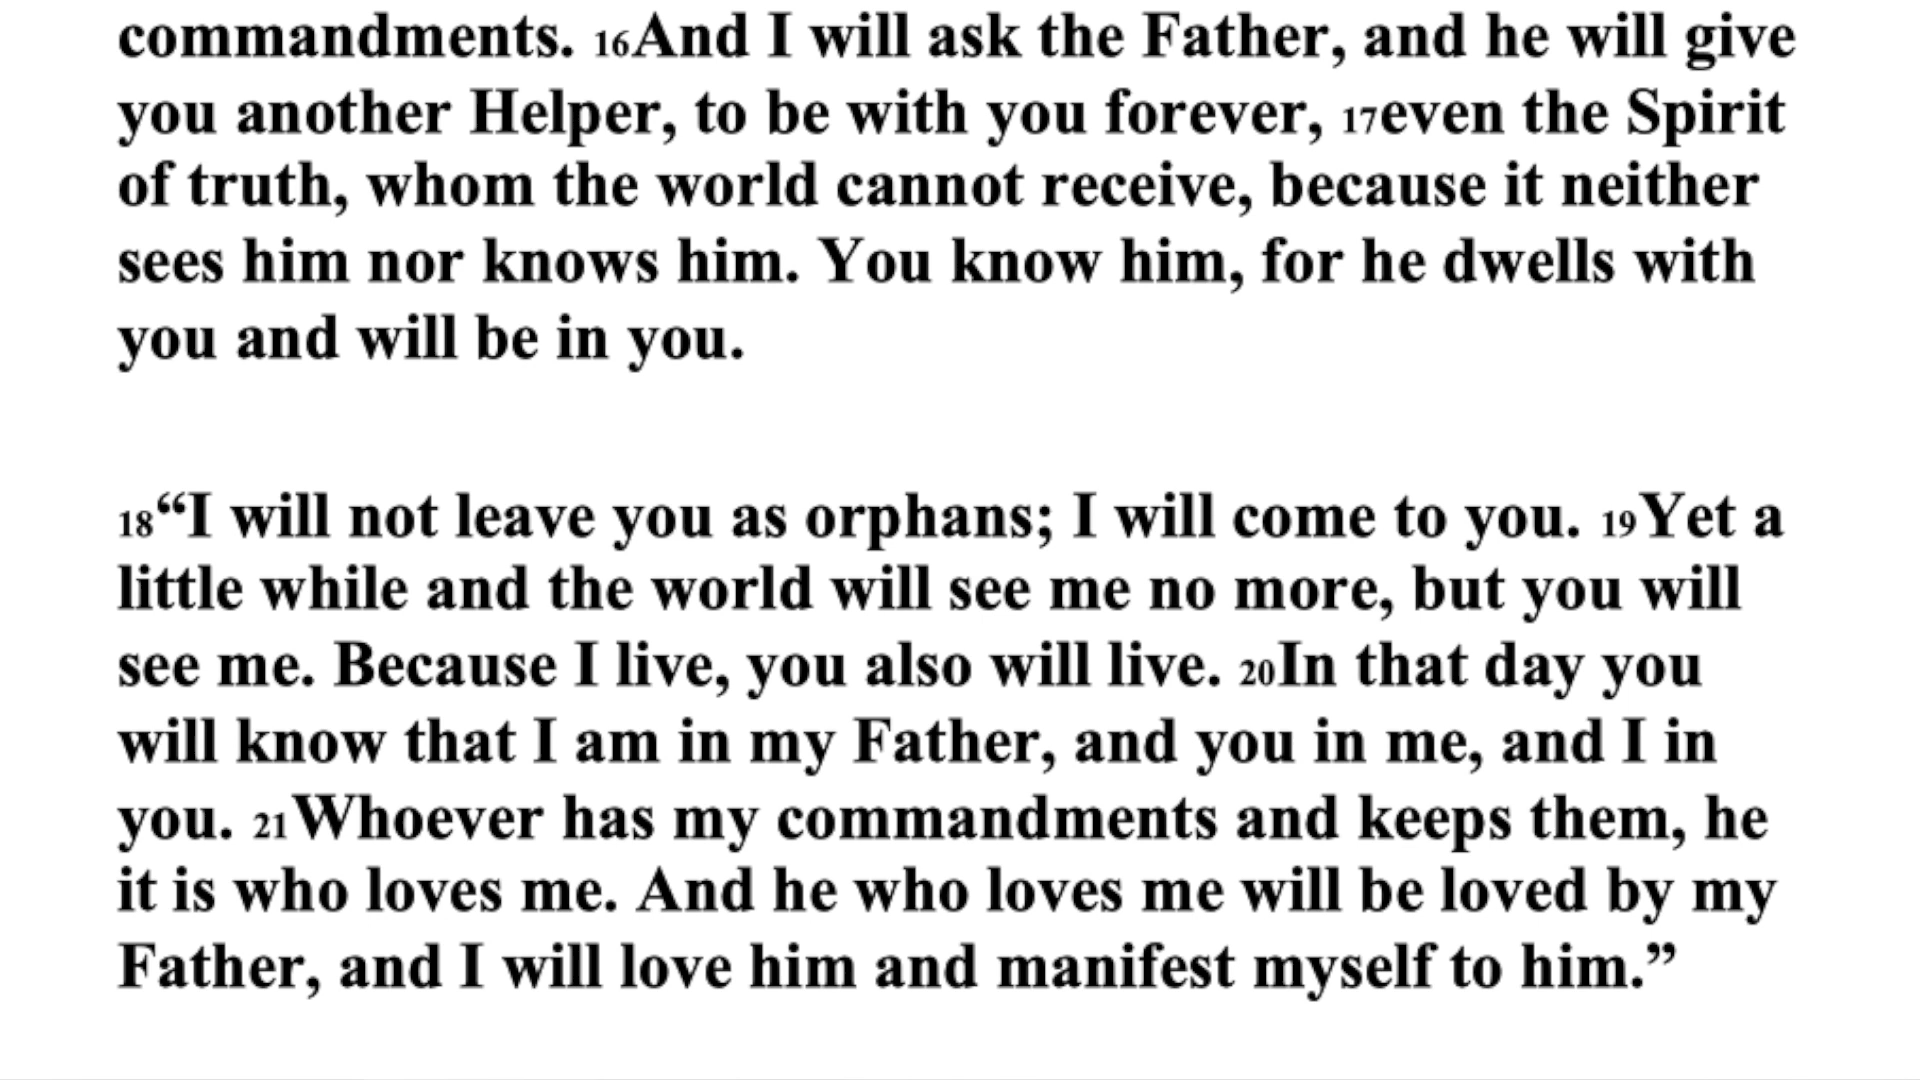 commandments. 16And I will ask the Father, and he will give
you another Helper, to be with you forever, 17even the Spirit
of truth, whom the world cannot receive, because it neither
sees him nor knows him. You know him, for he dwells with
you and will be in you.
18“I will not leave you as orphans; I will come to you. 19Yet a
little while and the world will see me no more, but you will
see me. Because I live, you also will live. 20In that day you
will know that I am in my Father, and you in me, and I in
you. 21Whoever has my commandments and keeps them, he
it is who loves me. And he who loves me will be loved by my
Father, and I will love him and manifest myself to him.”